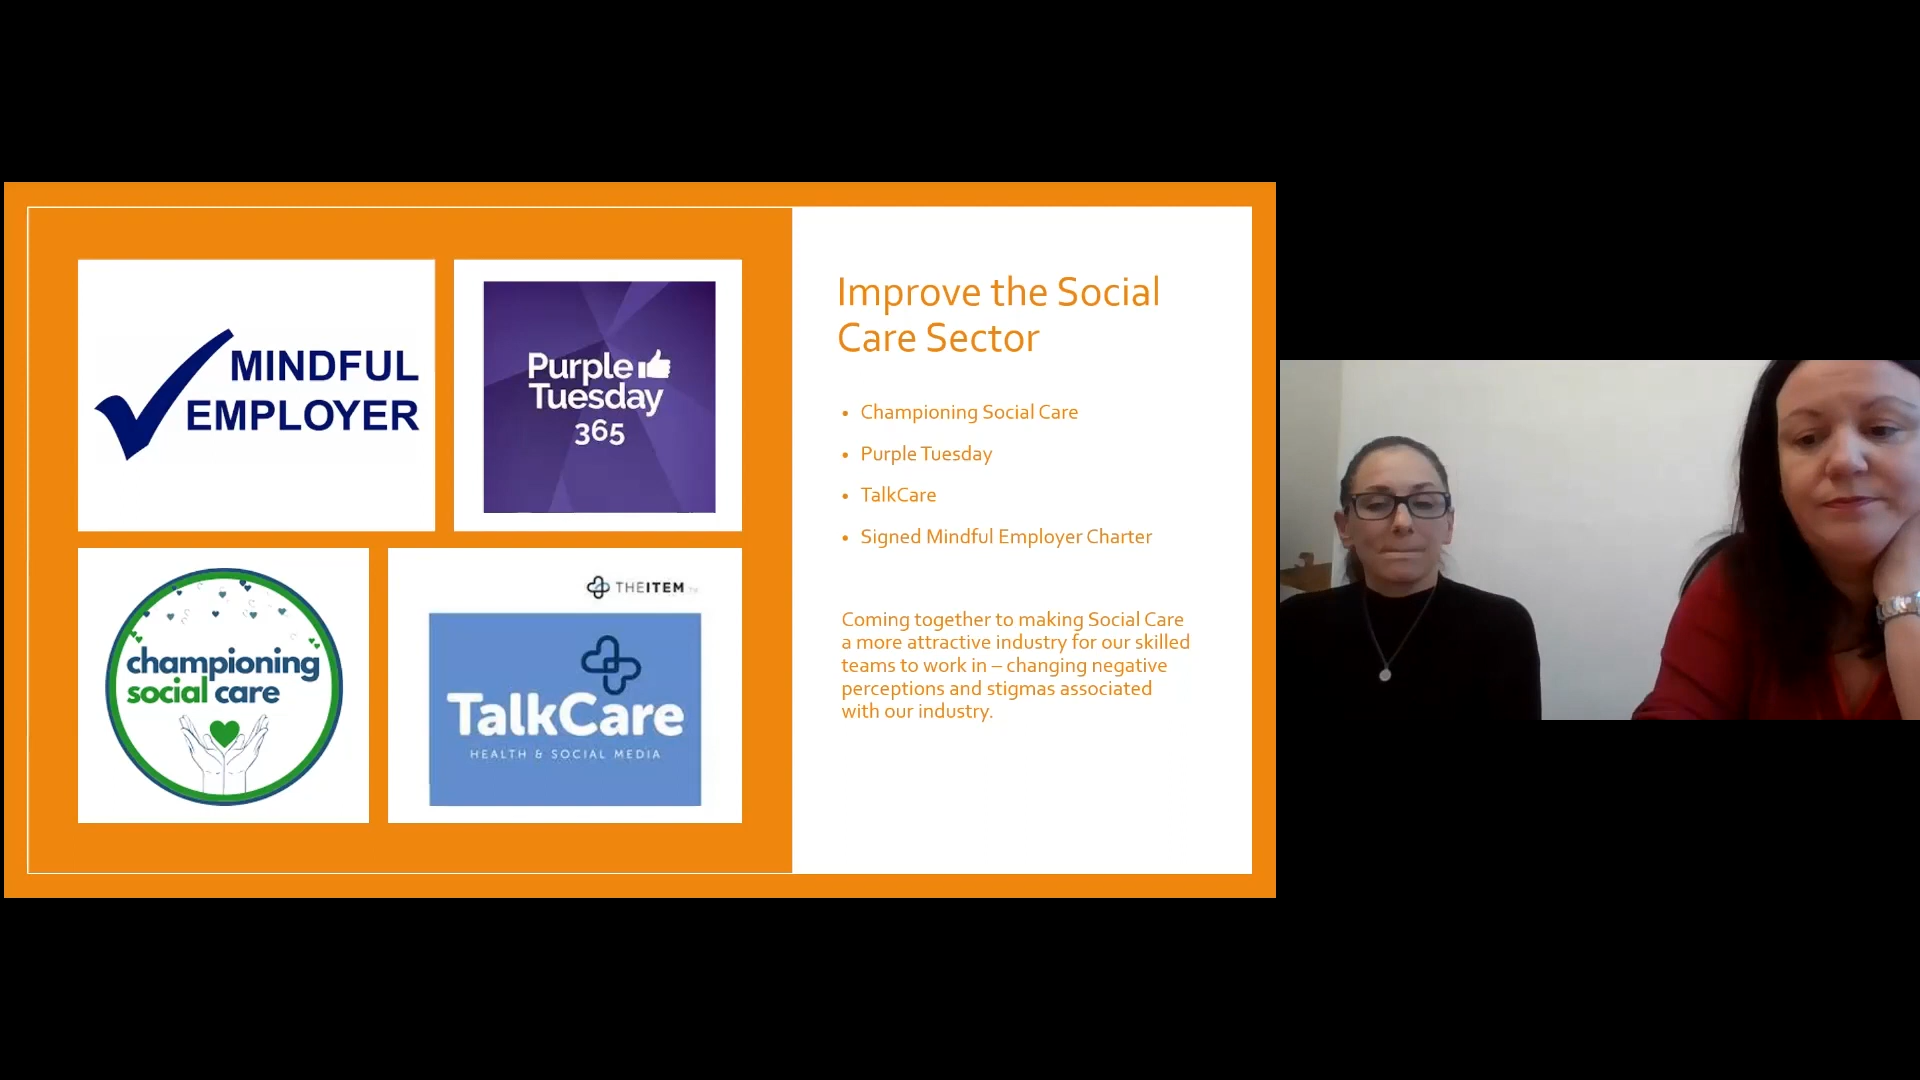 MINDFUL
EMPLOYER
Purple
Tuesday
365
championing
social care
THEITEM
TalkCare
HEALTH & SOCIAL MEDIA
Improve the Social
Care Sector
• Championing Social Care
• Purple Tuesday
• TalkCare
• Signed Mindful Employer Charter
Coming together to making Social Care
a more attractive industry for our skilled
teams to work in – changing negative
perceptions and stigmas associated
with our industry.